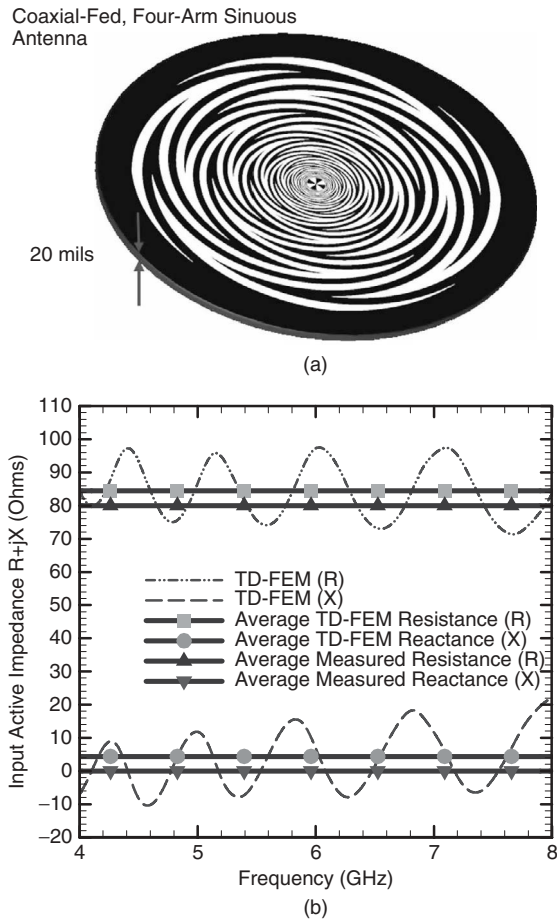 Coaxial-Fed, Four-Arm Sinuous
Antenna
20 mils
(a)
110
100
90
80
70
60
50
40
30
20
10
0
−10
−20
Input Active Impedance R+jX (Ohms)
TD-FEM (R)
TD-FEM (X)
Average TD-FEM Resistance (R)
Average TD-FEM Reactance (X)
Average Measured Resistance (R)
Average Measured Reactance (X)
4 5 6 7 8
Frequency (GHz)
(b)